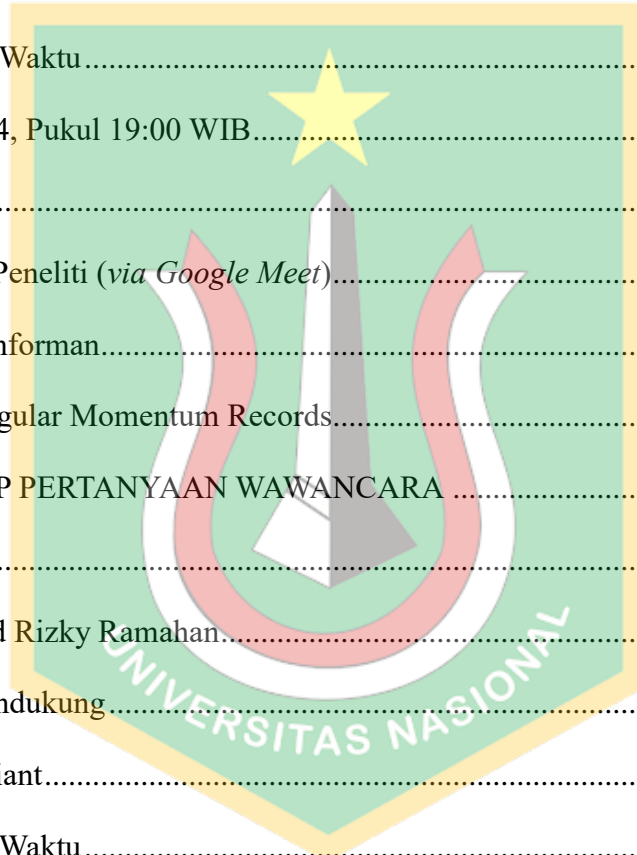 Waktu....................................................................
4, Pukul 19:00 WIB................................................
...............................................................................
Peneliti (via Google Meet)......................................
nforman..................................................................
gular Momentum Records......................................
P PERTANYAAN WAWANCARA .......................
...............................................................................
d Rizky Ramahan....................................................
ndukung.................................................................
UNIVERSITAS NASIONAL
iant.........................................................................
Waktu....................................................................